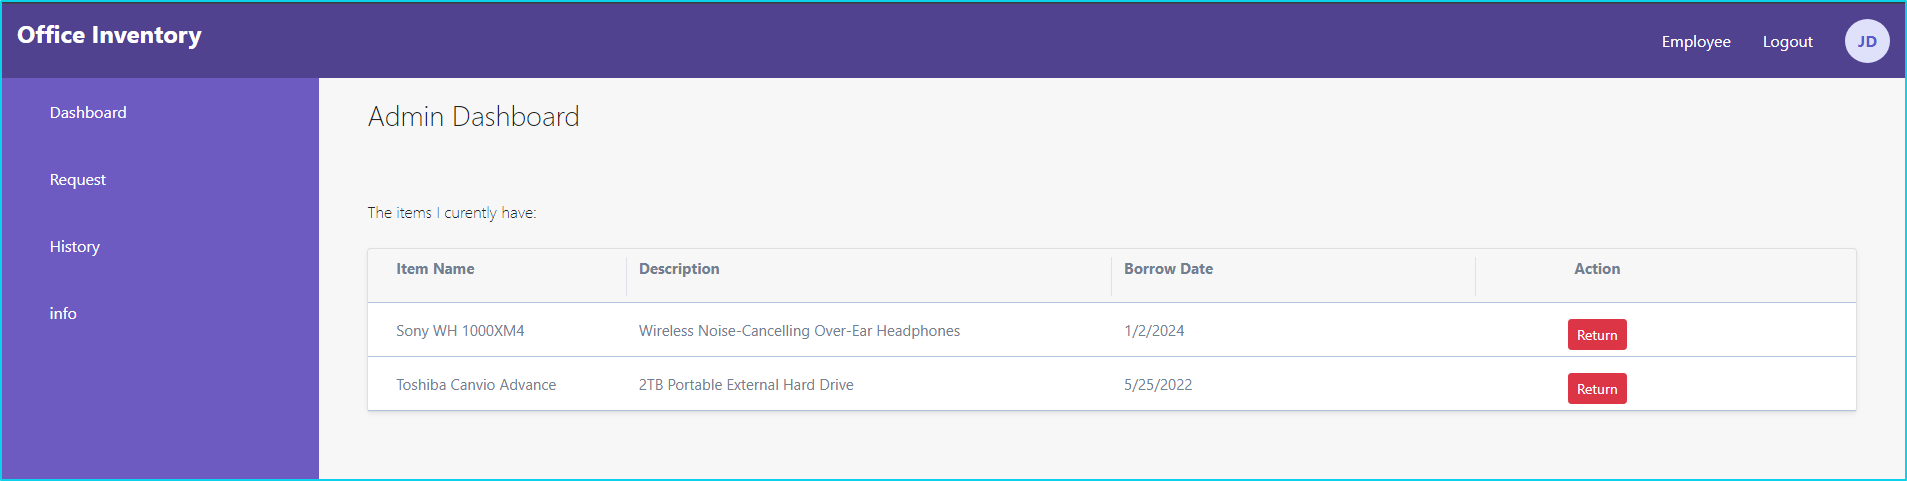 Office Inventory
Employee Logout JD
Dashboard
Request
History
info
Admin Dashboard
The items I curently have:
Item Name Description Borrow Date Action
Sony WH 1000XM4 Wireless Noise-Cancelling Over-Ear Headphones 1/2/2024 Return
Toshiba Canvio Advance 2TB Portable External Hard Drive 5/25/2022 Return